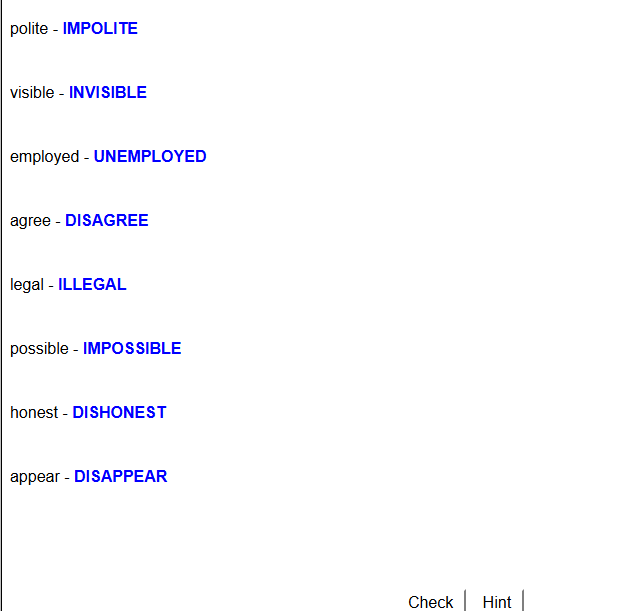 polite - IMPOLITE
visible - INVISIBLE
employed - UNEMPLOYED
agree - DISAGREE
legal - ILLEGAL
possible - IMPOSSIBLE
honest - DISHONEST
appear - DISAPPEAR
Check Hint